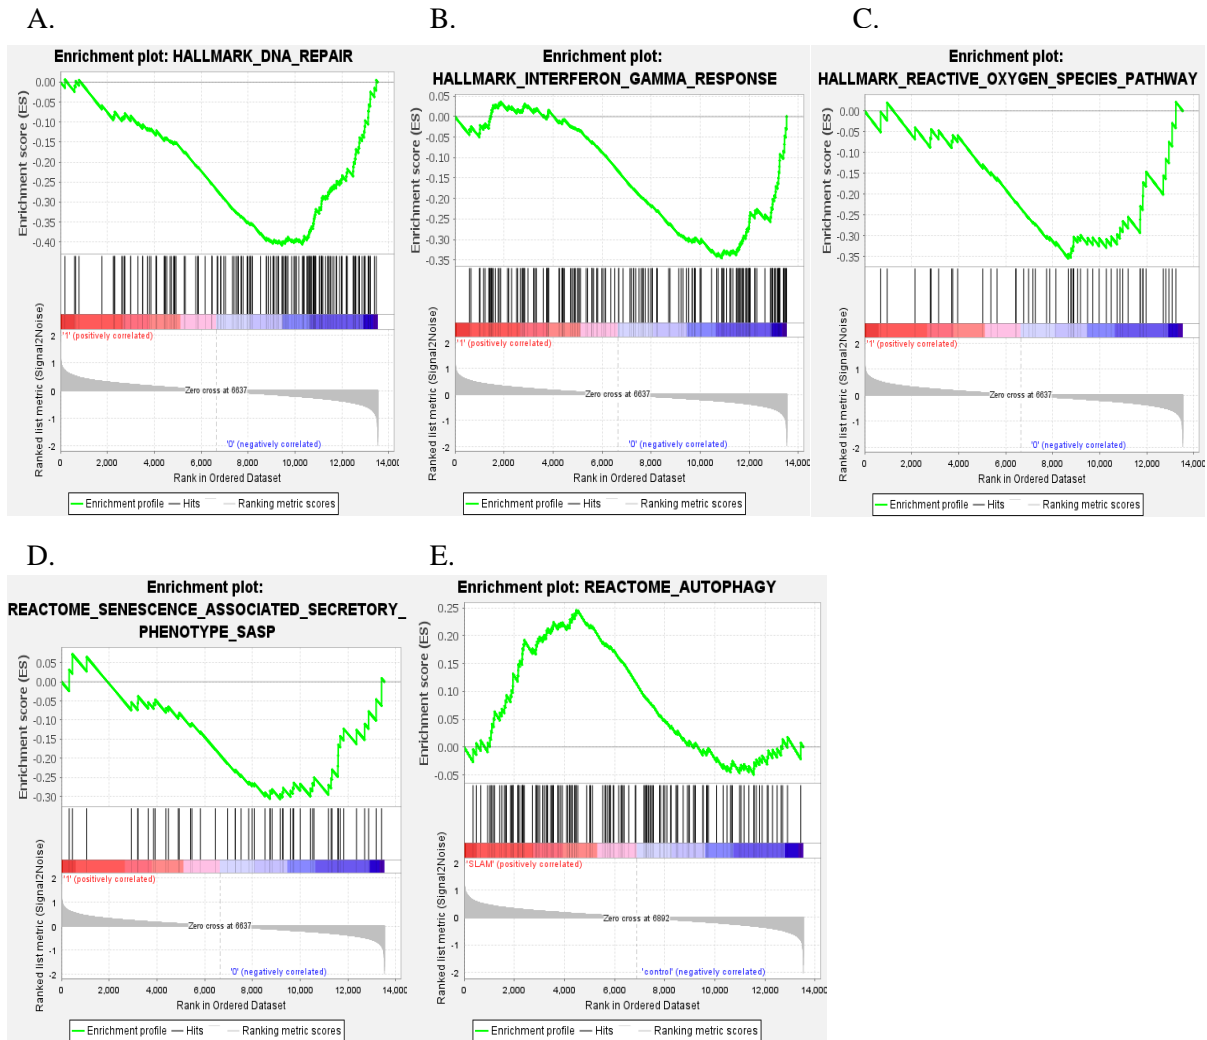 A.
Enrichment plot: HALLMARK_DNA_REPAIR
Enrichment score (ES)
0.00
-0.05
-0.10
-0.15
-0.20
-0.25
-0.30
-0.35
-0.40
'1' (positively correlated)
Ranked list metric (Signal2Noise)
2
1
0
-1
-2
Zero cross at 6637
'0' (negatively correlated)
0 2,000 4,000 6,000 8,000 10,000 12,000 14,000
Rank in Ordered Dataset
Enrichment profile Hits Ranking metric scores
B.
Enrichment plot:
HALLMARK_INTERFERON_GAMMA_RESPONSE
Enrichment score (ES)
0.05
0.00
-0.05
-0.10
-0.15
-0.20
-0.25
-0.30
-0.35
'1' (positively correlated)
Ranked list metric (Signal2Noise)
2
1
0
-1
-2
Zero cross at 6637
'0' (negatively correlated)
0 2,000 4,000 6,000 8,000 10,000 12,000 14,000
Rank in Ordered Dataset
Enrichment profile Hits Ranking metric scores
C.
Enrichment plot:
HALLMARK_REACTIVE_OXYGEN_SPECIES_PATHWAY
Enrichment score (ES)
0.00
-0.05
-0.10
-0.15
-0.20
-0.25
-0.30
-0.35
'1' (positively correlated)
Ranked list metric (Signal2Noise)
2
1
0
-1
-2
Zero cross at 6637
'0' (negatively correlated)
0 2,000 4,000 6,000 8,000 10,000 12,000 14,000
Rank in Ordered Dataset
Enrichment profile Hits Ranking metric scores
D.
Enrichment plot:
REACTOME_SENESCENCE_ASSOCIATED_SECRETORY_
PHENOTYPE_SASP
Enrichment score (ES)
0.05
0.00
-0.05
-0.10
-0.15
-0.20
-0.25
-0.30
'1' (positively correlated)
Ranked list metric (Signal2Noise)
2
1
0
-1
-2
Zero cross at 6637
'0' (negatively correlated)
0 2,000 4,000 6,000 8,000 10,000 12,000 14,000
Rank in Ordered Dataset
Enrichment profile Hits Ranking metric scores
E.
Enrichment plot: REACTOME_AUTOPHAGY
Enrichment score (ES)
0.25
0.20
0.15
0.10
0.05
0.00
-0.05
'SLAM' (positively correlated)
Ranked list metric (Signal2Noise)
2
1
0
-1
-2
Zero cross at 6892
'control' (negatively correlated)
0 2,000 4,000 6,000 8,000 10,000 12,000 14,000
Rank in Ordered Dataset
Enrichment profile Hits Ranking metric scores